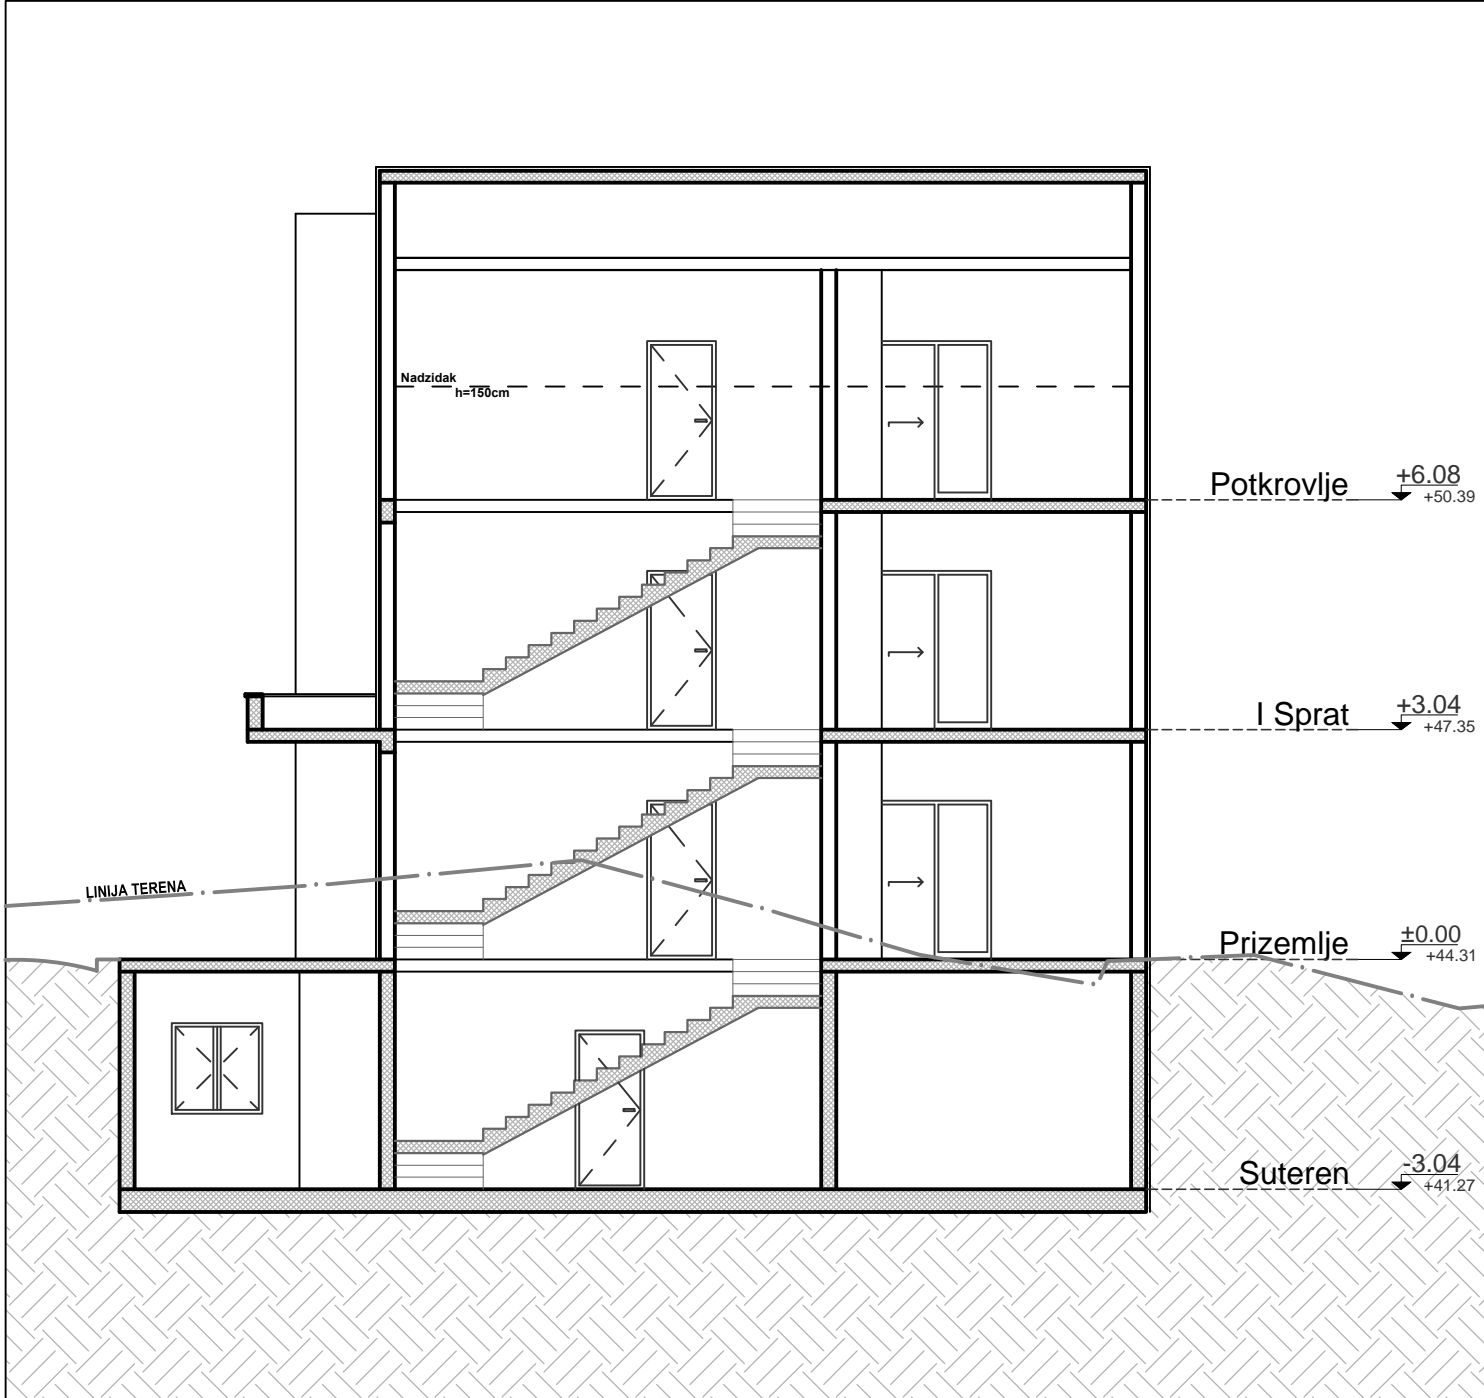 Nadzidak
h=150cm
Potkrovlje +6.08
+50.39
I Sprat +3.04
+47.35
LINIJA TERENA
Prizemlje ±0.00
+44.31
Suteren -3.04
+41.27